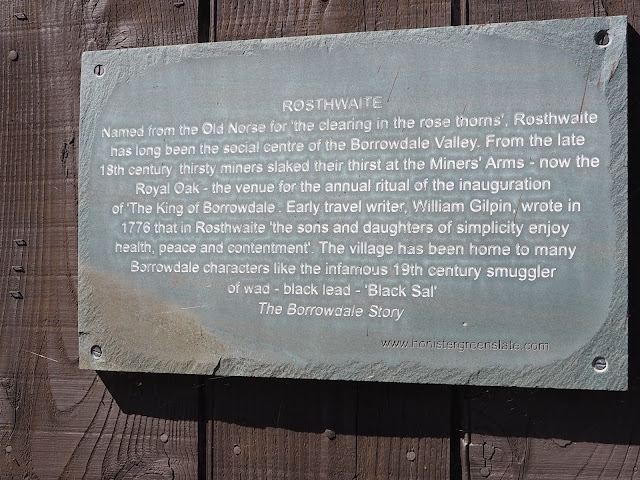 ROSTHWAITE
Named from the Old Norse for 'the clearing in the rose thorns', Rosthwaite
has long been the social centre of the Borrowdale Valley. From the late
18th century, thirsty miners slaked their thirst at the Miners' Arms - now the
Royal Oak - the venue for the annual ritual of the inauguration
of 'The King of Borrowdale'. Early travel writer, William Gilpin, wrote in
1776 that in Rosthwaite 'the sons and daughters of simplicity enjoy
health, peace and contentment'. The village has been home to many
Borrowdale characters like the infamous 19th century smuggler
of wad - black lead - 'Black Sal'
The Borrowdale Story
www.honistergreenslate.com